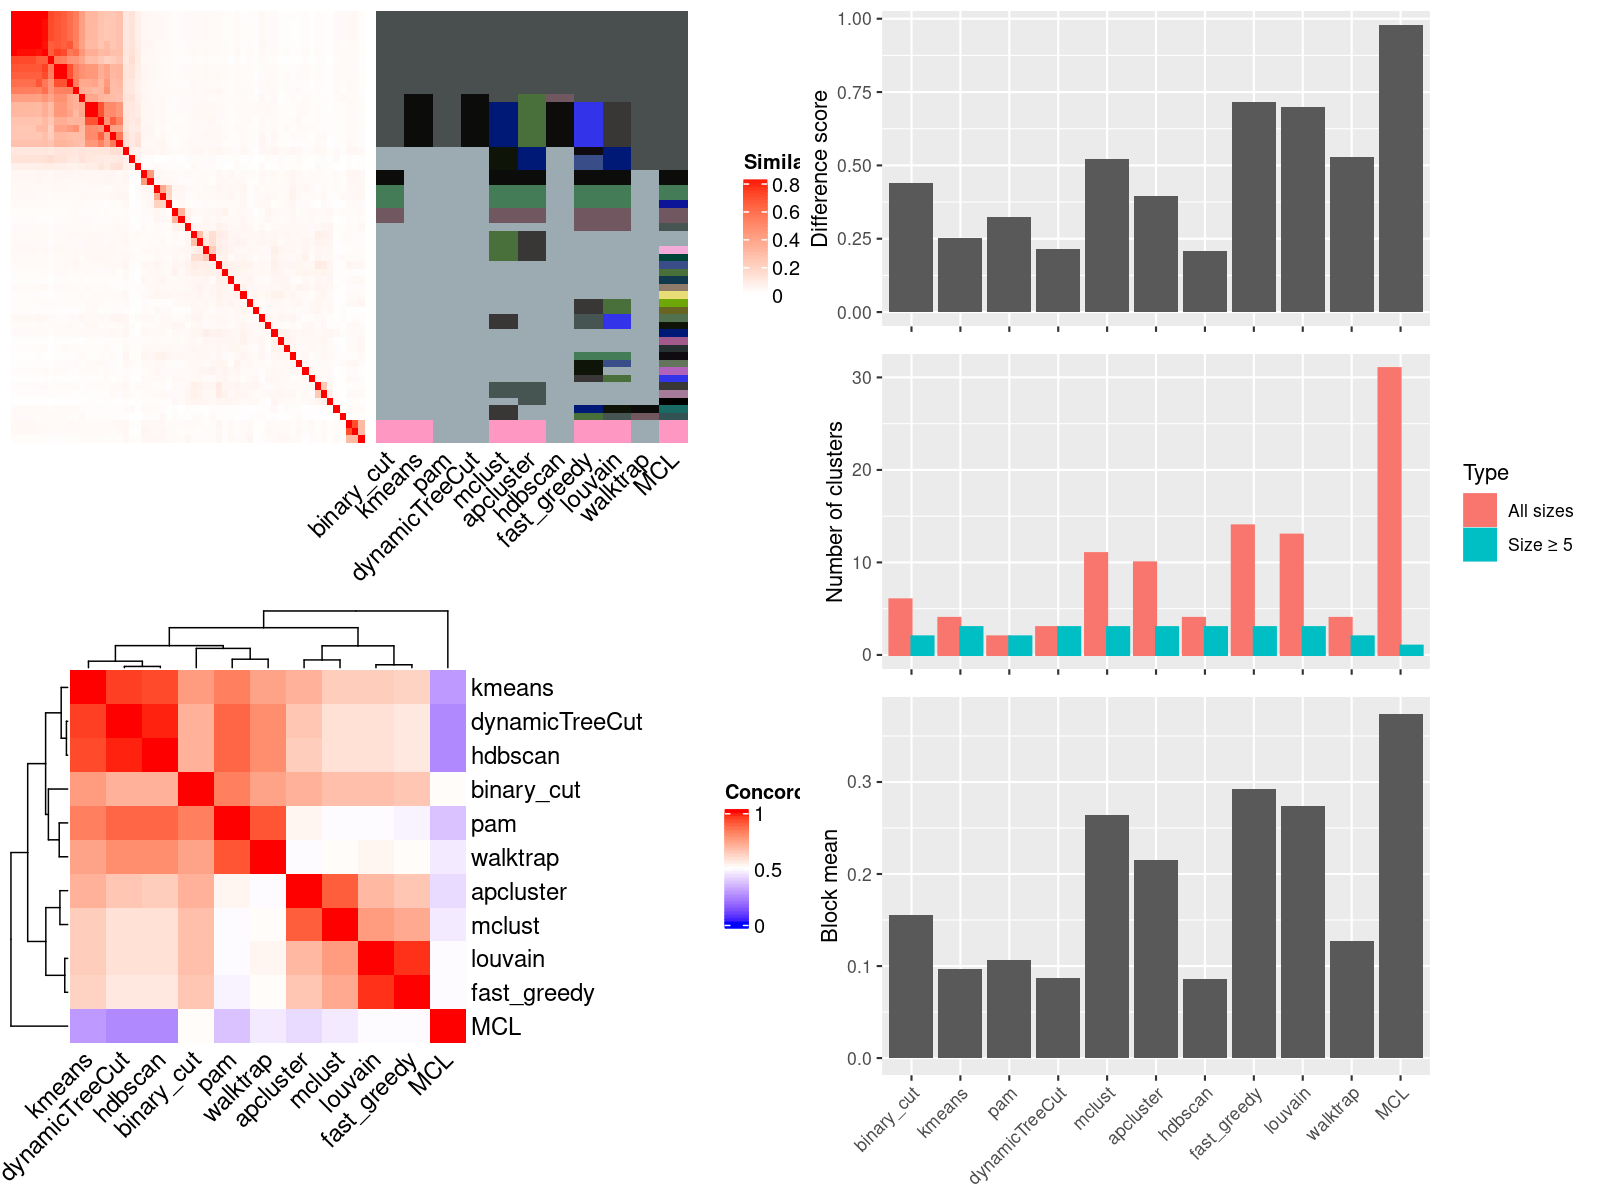 Simila
0.8
0.6
0.4
0.2
0
binary_cut
kmeans
pam
dynamicTreeCut
mclust
apcluster
hdbscan
fast_greedy
louvain
walktrap
MCL
kmeans
dynamicTreeCut
hdbscan
binary_cut
pam
walktrap
apcluster
mclust
louvain
fast_greedy
MCL
kmeans
dynamicTreeCut
hdbscan
binary_cut
pam
walktrap
apcluster
mclust
louvain
fast_greedy
MCL
Concord
1
0.5
0
Difference score
1.00
0.75
0.50
0.25
0.00
Number of clusters
30
20
10
0
Type
All sizes
Size ≥ 5
Block mean
0.3
0.2
0.1
0.0
binary_cut
kmeans
pam
dynamicTreeCut
mclust
apcluster
hdbscan
fast_greedy
louvain
walktrap
MCL